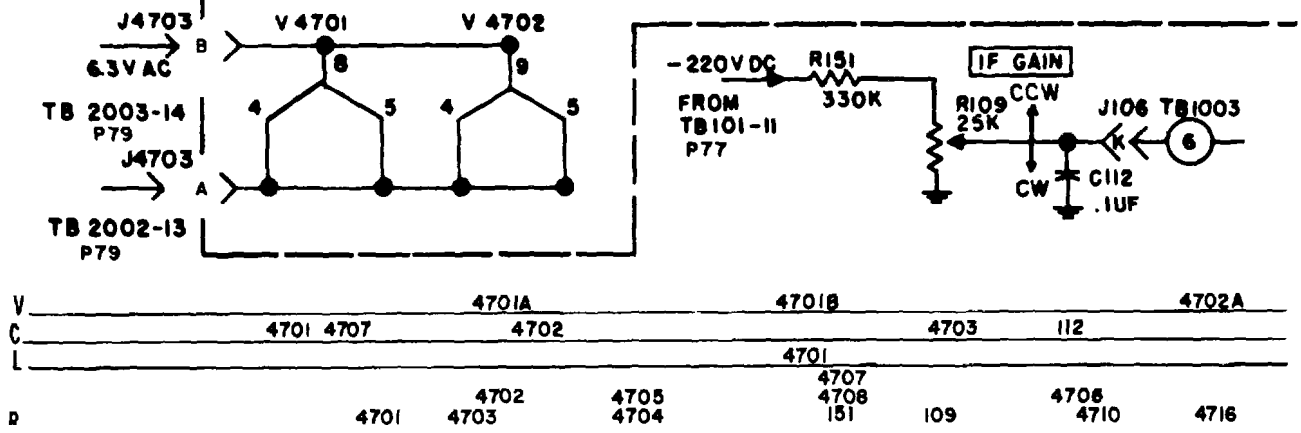 J4703 V 4701 V 4702
B
6.3V AC 8 9 -220V DC R151 IF GAIN
4 5 4 5 330K CCW
TB 2003-14 FROM R109 J106 TB1003
P79 TB101-11 25K
J4703 P77 K 6
A CW C112
.1UF
TB 2002-13
P79
V 4701A 4701B 4702A
C 4701 4707 4702 4703 112
L 4701
4707
4702 4705 4708 4706
R 4701 4703 4704 151 109 4710 4716